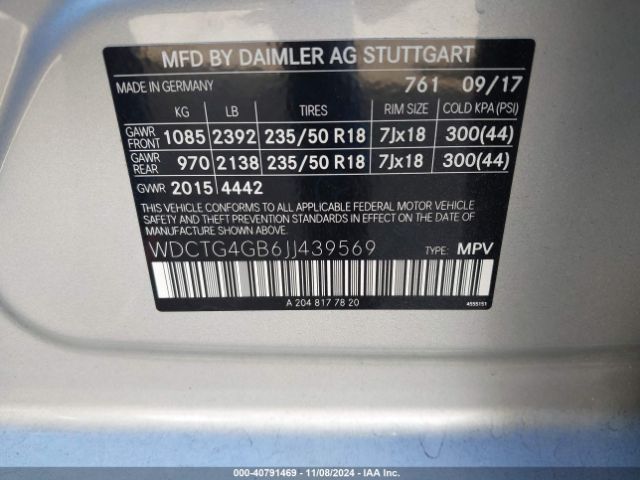 MFD BY DAIMLER AG STUTTGART
MADE IN GERMANY 761 09/17
KG LB TIRES RIM SIZE COLD KPA (PSI)
GAWR FRONT 1085 2392 235/50 R18 7Jx18 300(44)
GAWR REAR 970 2138 235/50 R18 7Jx18 300(44)
GVWR 2015 4442
THIS VEHICLE CONFORMS TO ALL APPLICABLE FEDERAL MOTOR VEHICLE
SAFETY AND THEFT PREVENTION STANDARDS IN EFFECT ON THE DATE OF
MANUFACTURE SHOWN ABOVE.
WDCTG4GB6JJ439569 TYPE: MPV
A 204 817 78 20 4555151
000-40791469 - 11/08/2024 - IAA Inc.